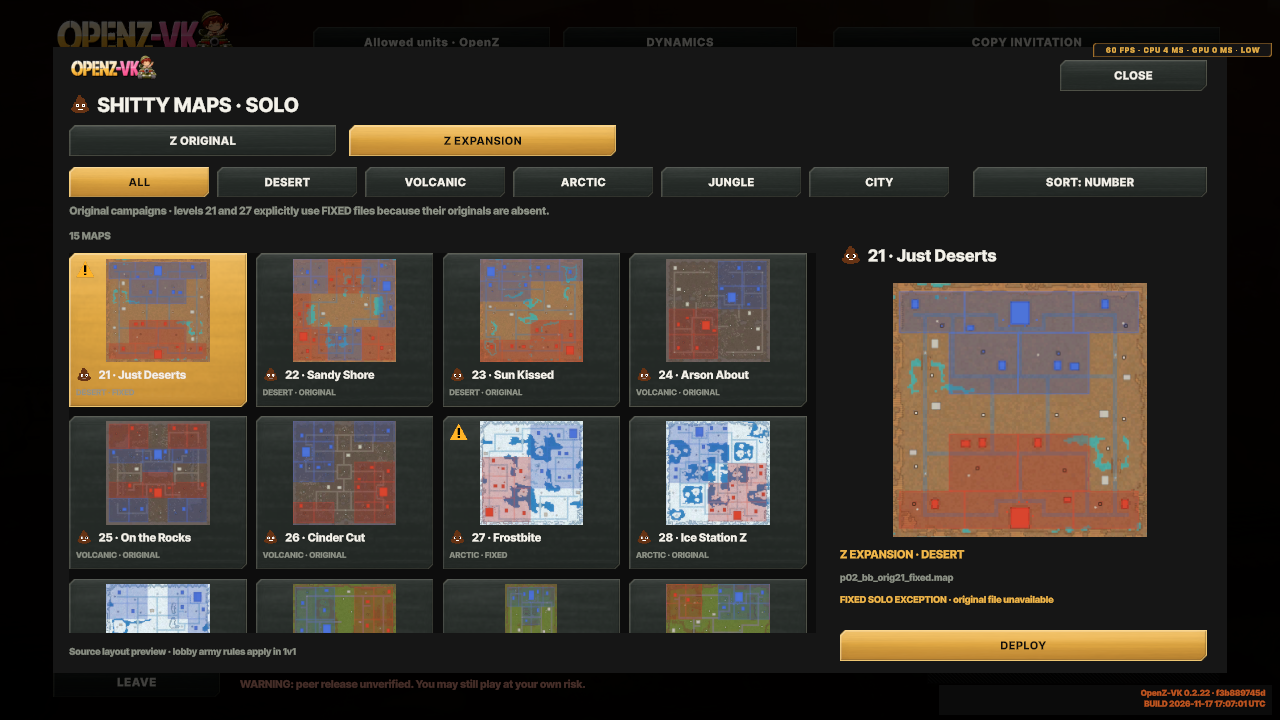 OPENZ-VK
Allowed units · OpenZ
DYNAMICS
COPY INVITATION
60 FPS · CPU 4 MS · GPU 0 MS · LOW
OPENZ-VK
CLOSE
SHITTY MAPS · SOLO
Z ORIGINAL
Z EXPANSION
ALL
DESERT
VOLCANIC
ARCTIC
JUNGLE
CITY
SORT: NUMBER
Original campaigns · levels 21 and 27 explicitly use FIXED files because their originals are absent.
15 MAPS
21 · Just Deserts
DESERT · FIXED
22 · Sandy Shore
DESERT · ORIGINAL
23 · Sun Kissed
DESERT · ORIGINAL
24 · Arson About
VOLCANIC · ORIGINAL
25 · On the Rocks
VOLCANIC · ORIGINAL
26 · Cinder Cut
VOLCANIC · ORIGINAL
27 · Frostbite
ARCTIC · FIXED
28 · Ice Station Z
ARCTIC · ORIGINAL
21 · Just Deserts
Z EXPANSION · DESERT
p02_bb_orig21_fixed.map
FIXED SOLO EXCEPTION · original file unavailable
DEPLOY
Source layout preview · lobby army rules apply in 1v1
LEAVE
WARNING: peer release unverified. You may still play at your own risk.
OpenZ-VK 0.2.22 · f3b889745d
BUILD 2026-11-17 17:07:01 UTC